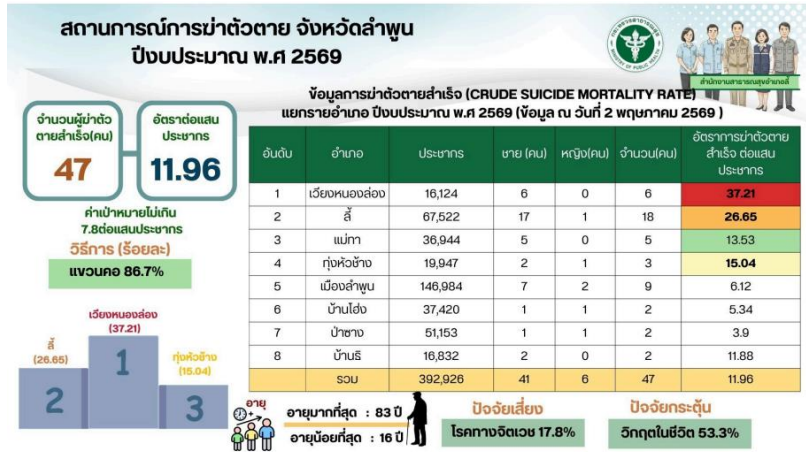 สถานการณ์การฆ่าตัวตาย จังหวัดลำพูน
ปีงบประมาณ พ.ศ 2569
สำนักงานสาธารณสุขอำเภอลี้
จำนวนผู้ฆ่าตัว
ตายสำเร็จ(คน)
47
อัตราต่อแสน
ประชากร
11.96
ค่าเป้าหมายไม่เกิน
7.8ต่อแสนประชากร
วิธีการ (ร้อยละ)
แขวนคอ 86.7%
เวียงหนองล่อง
(37.21)
ลี้
(26.65)
ทุ่งหัวช้าง
(15.04)
1
2
3
ข้อมูลการฆ่าตัวตายสำเร็จ (CRUDE SUICIDE MORTALITY RATE)
แยกรายอำเภอ ปีงบประมาณ พ.ศ 2569 (ข้อมูล ณ วันที่ 2 พฤษภาคม 2569 )
อันดับ อำเภอ ประชากร ชาย (คน) หญิง(คน) จำนวน(คน) อัตราการฆ่าตัวตาย
สำเร็จ ต่อแสน
ประชากร
1 เวียงหนองล่อง 16,124 6 0 6 37.21
2 ลี้ 67,522 17 1 18 26.65
3 แม่ทา 36,944 5 0 5 13.53
4 ทุ่งหัวช้าง 19,947 2 1 3 15.04
5 เมืองลำพูน 146,984 7 2 9 6.12
6 บ้านโฮ่ง 37,420 1 1 2 5.34
7 ป่าซาง 51,153 1 1 2 3.9
8 บ้านธิ 16,832 2 0 2 11.88
รวม 392,926 41 6 47 11.96
อายุ
อายุมากที่สุด : 83 ปี
อายุน้อยที่สุด : 16 ปี
ปัจจัยเสี่ยง
โรคทางจิตเวช 17.8%
ปัจจัยกระตุ้น
วิกฤตในชีวิต 53.3%